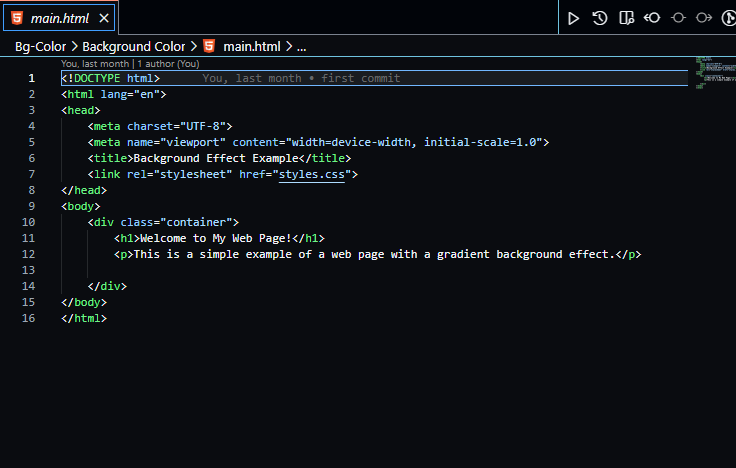 main.html
Bg-Color > Background Color > main.html > ...
You, last month | 1 author (You)
1 <!DOCTYPE html> You, last month • first commit
2 <html lang="en">
3 <head>
4 <meta charset="UTF-8">
5 <meta name="viewport" content="width=device-width, initial-scale=1.0">
6 <title>Background Effect Example</title>
7 <link rel="stylesheet" href="styles.css">
8 </head>
9 <body>
10 <div class="container">
11 <h1>Welcome to My Web Page!</h1>
12 <p>This is a simple example of a web page with a gradient background effect.</p>
13
14 </div>
15 </body>
16 </html>